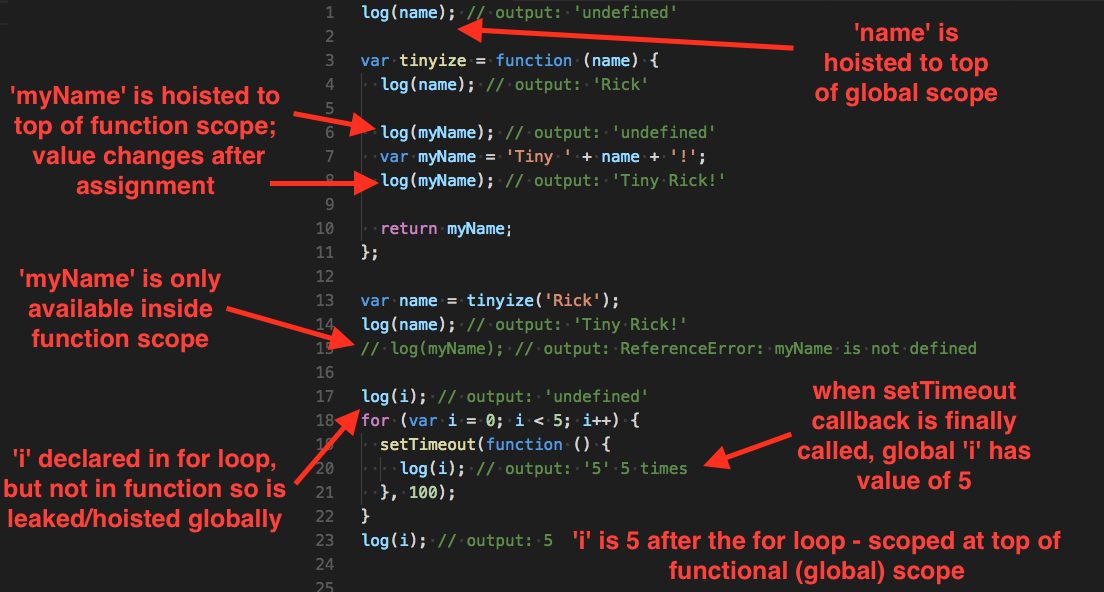 1 log(name); // output: 'undefined'
'name' is
hoisted to top
of global scope
2
3 var tinyize = function (name) {
4 log(name); // output: 'Rick'
5
'myName' is hoisted to
top of function scope;
value changes after
assignment
6 log(myName); // output: 'undefined'
7 var myName = 'Tiny ' + name + '!';
8 log(myName); // output: 'Tiny Rick!'
9
10 return myName;
11 };
12
'myName' is only
available inside
function scope
13 var name = tinyize('Rick');
14 log(name); // output: 'Tiny Rick!'
15 // log(myName); // output: ReferenceError: myName is not defined
16
17 log(i); // output: 'undefined'
18 for (var i = 0; i < 5; i++) {
19 setTimeout(function () {
20 log(i); // output: '5' 5 times
21 }, 100);
22 }
23 log(i); // output: 5
24
25
when setTimeout
callback is finally
called, global 'i' has
value of 5
'i' declared in for loop,
but not in function so is
leaked/hoisted globally
'i' is 5 after the for loop - scoped at top of
functional (global) scope